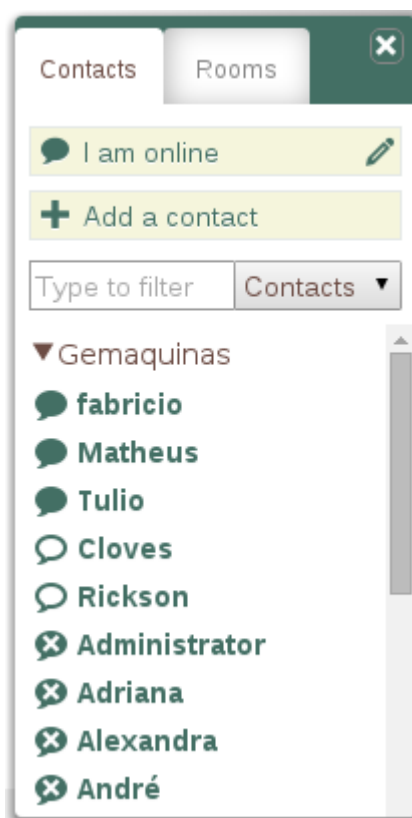 Contacts Rooms
I am online
Add a contact
Type to filter Contacts
Gemaquinas
fabricio
Matheus
Tulio
Cloves
Rickson
Administrator
Adriana
Alexandra
André